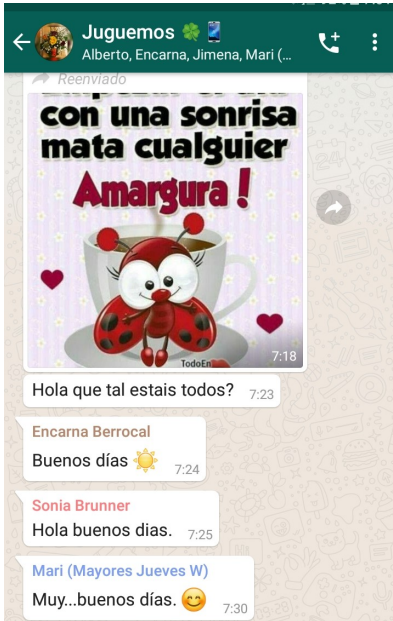 Juguemos 🍀📱
Alberto, Encarna, Jimena, Mari (...
Reenviado
con una sonrisa
mata cualguier
Amargura!
TodoEn
7:18
Hola que tal estais todos? 7:23
Encarna Berrocal
Buenos días ☀️ 7:24
Sonia Brunner
Hola buenos dias. 7:25
Mari (Mayores Jueves W)
Muy...buenos días. 😊 7:30